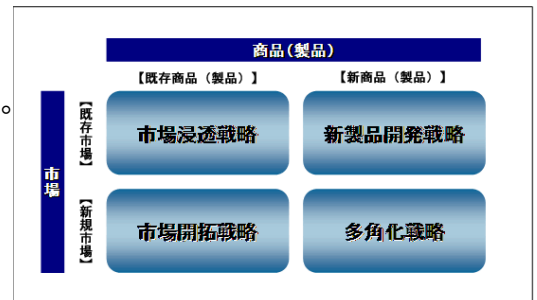 商品(製品)
【既存商品（製品）】 【新商品（製品）】
市場
【既存市場】
市場浸透戦略 新製品開発戦略
【新規市場】
市場開拓戦略 多角化戦略